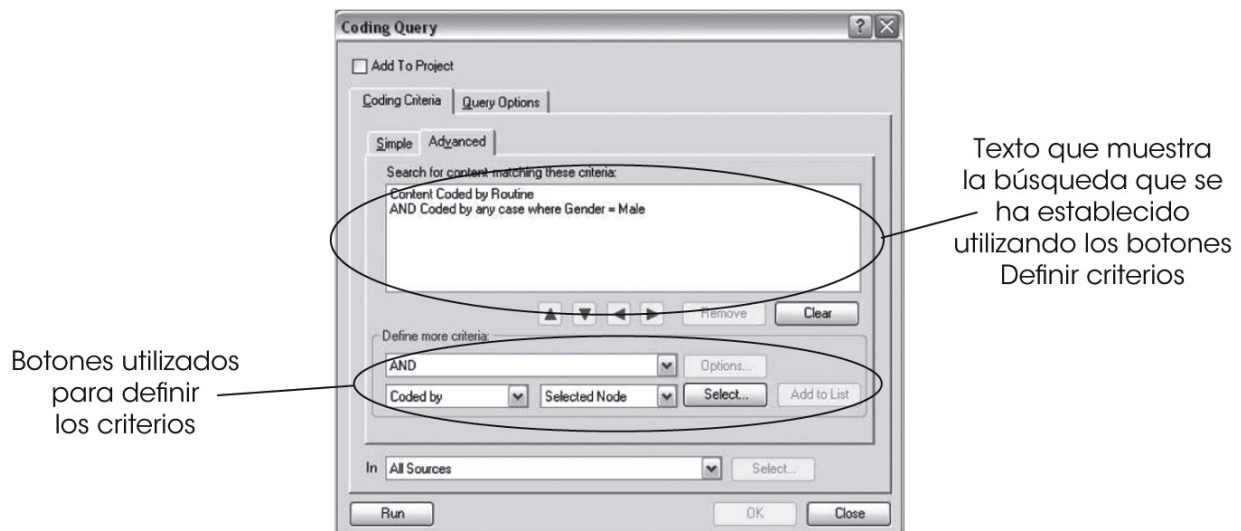 Coding Query
Add To Project
Coding Criteria Query Options
Simple Advanced
Search for content matching these criteria:
Content Coded by Routine
AND Coded by any case where Gender = Male
Remove Clear
Define more criteria:
AND Options...
Coded by Selected Node Select... Add to List
In All Sources Select...
Run OK Close
Texto que muestra
la búsqueda que se
ha establecido
utilizando los botones
Definir criterios
Botones utilizados
para definir
los criterios